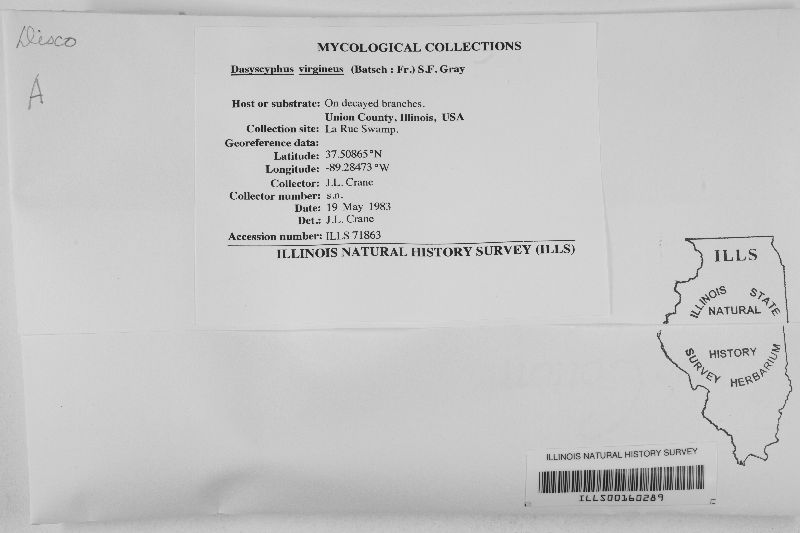 Disco
A
MYCOLOGICAL COLLECTIONS
Dasyscyphus virgineus (Batsch : Fr.) S.F. Gray
Host or substrate: On decayed branches.
Union County, Illinois, USA
Collection site: La Rue Swamp.
Georeference data:
Latitude: 37.50865°N
Longitude: -89.28473°W
Collector: J.L. Crane
Collector number: s.n.
Date: 19 May 1983
Det.: J.L. Crane
Accession number: ILLS 71863
ILLINOIS NATURAL HISTORY SURVEY (ILLS)
ILLS
ILLINOIS STATE
NATURAL
HISTORY
SURVEY HERBARIUM
ILLINOIS NATURAL HISTORY SURVEY
ILLS00160289